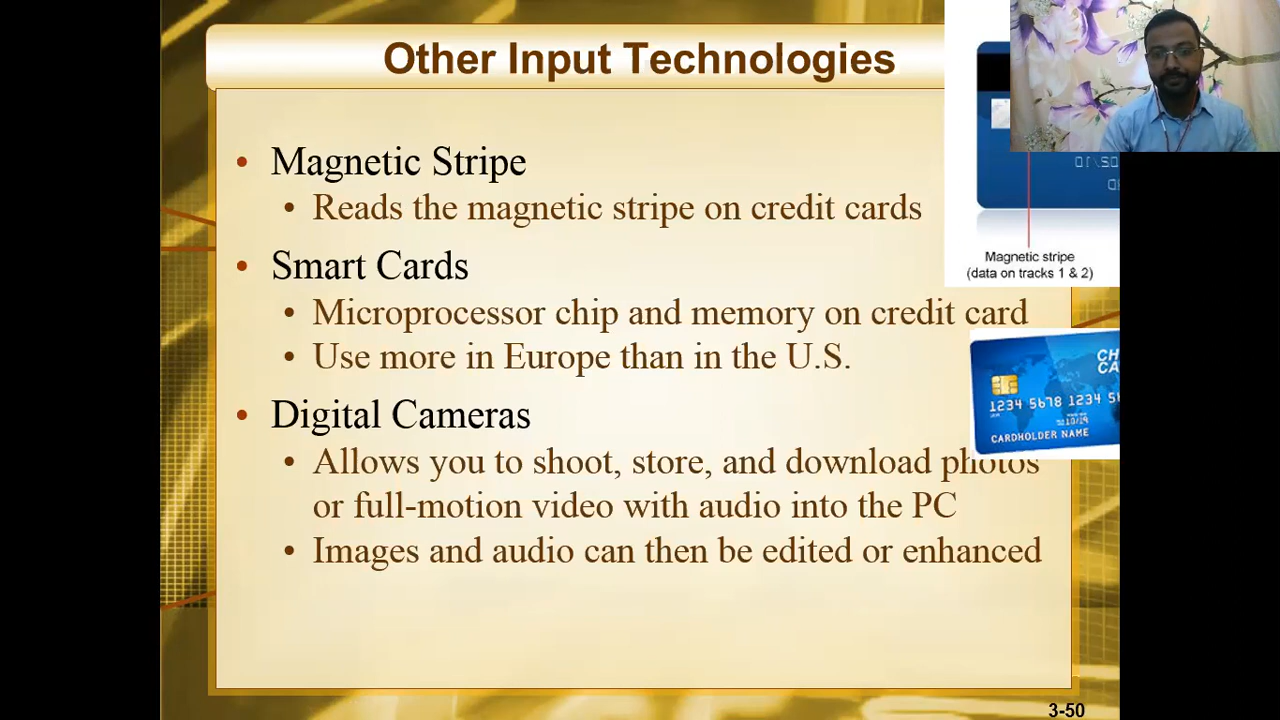 Other Input Technologies
• Magnetic Stripe
• Reads the magnetic stripe on credit cards
• Smart Cards
• Microprocessor chip and memory on credit card
• Use more in Europe than in the U.S.
• Digital Cameras
• Allows you to shoot, store, and download photos
or full-motion video with audio into the PC
• Images and audio can then be edited or enhanced
Magnetic stripe
(data on tracks 1 & 2)
1234 5678 1234
10/19
CARDHOLDER NAME
3-50